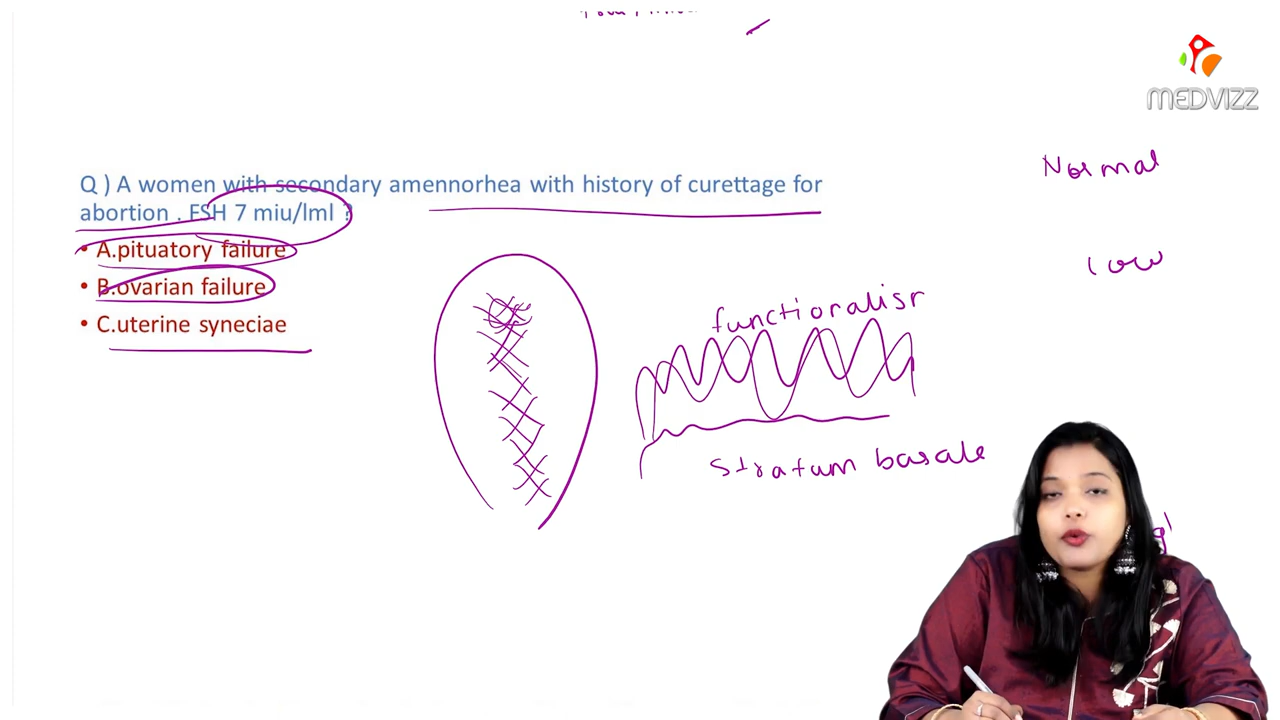 MEDVIZZ
Normal
Q ) A women with secondary amennorhea with history of curettage for
abortion . FSH 7 miu/lml ?
• A.pituatory failure
low
• B.ovarian failure
functioralisr
• C.uterine syneciae
Stratum basale